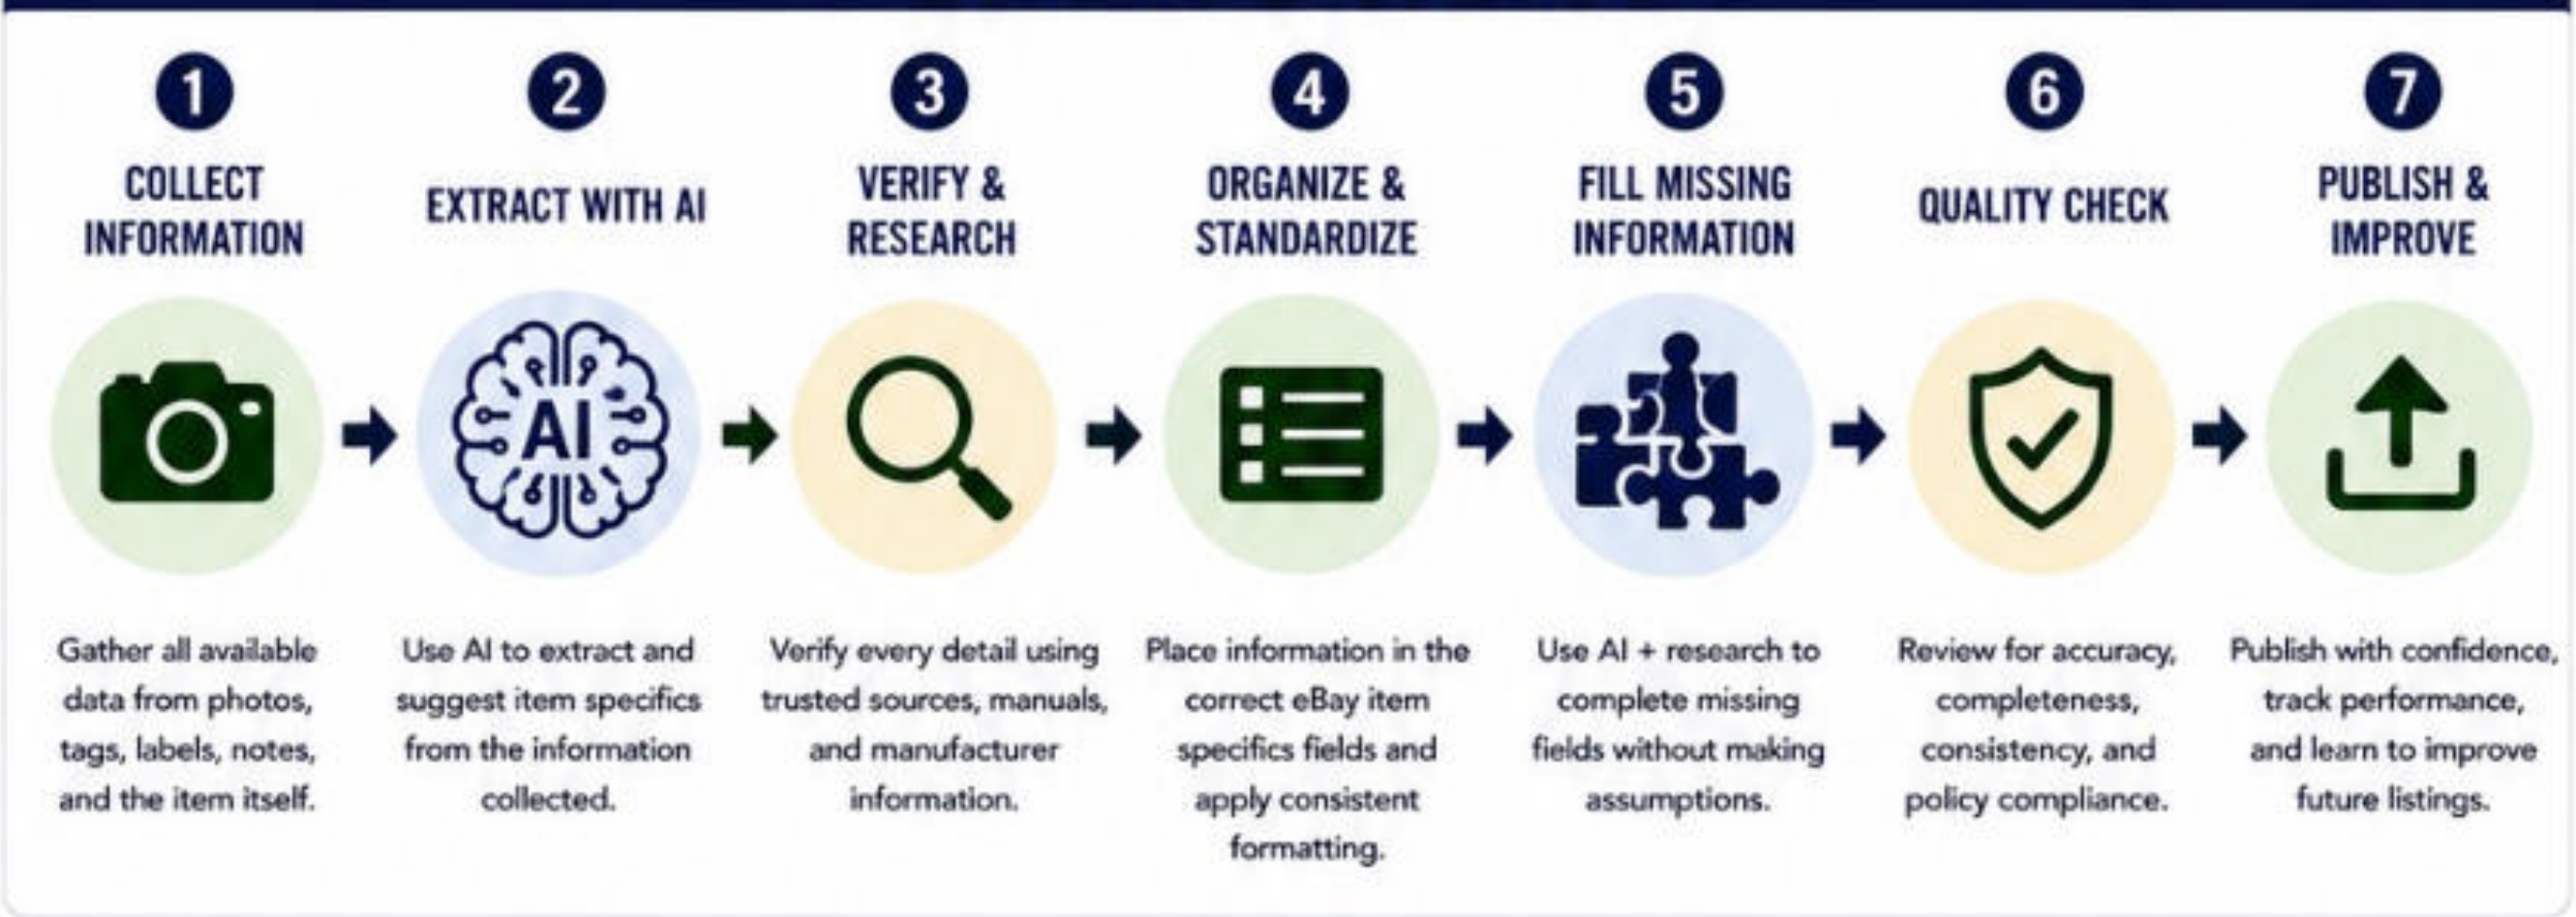 1
COLLECT
INFORMATION
Gather all available
data from photos,
tags, labels, notes,
and the item itself.
2
EXTRACT WITH AI
AI
Use AI to extract and
suggest item specifics
from the information
collected.
3
VERIFY &
RESEARCH
Verify every detail using
trusted sources, manuals,
and manufacturer
information.
4
ORGANIZE &
STANDARDIZE
Place information in the
correct eBay item
specifics fields and
apply consistent
formatting.
5
FILL MISSING
INFORMATION
Use AI + research to
complete missing
fields without making
assumptions.
6
QUALITY CHECK
Review for accuracy,
completeness,
consistency, and
policy compliance.
7
PUBLISH &
IMPROVE
Publish with confidence,
track performance,
and learn to improve
future listings.